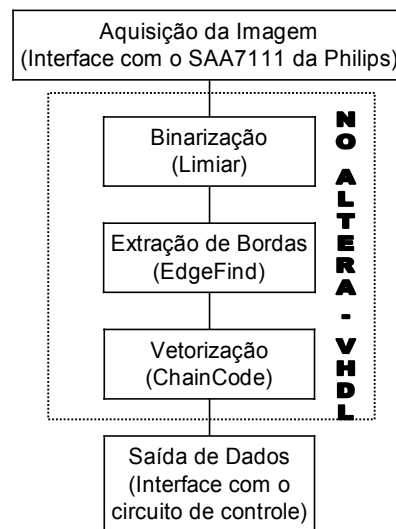 Aquisição da Imagem
(Interface com o SAA7111 da Philips)
Binarização
(Limiar)
Extração de Bordas
(EdgeFind)
Vetorização
(ChainCode)
NO ALTERA - VHDL
Saída de Dados
(Interface com o
circuito de controle)